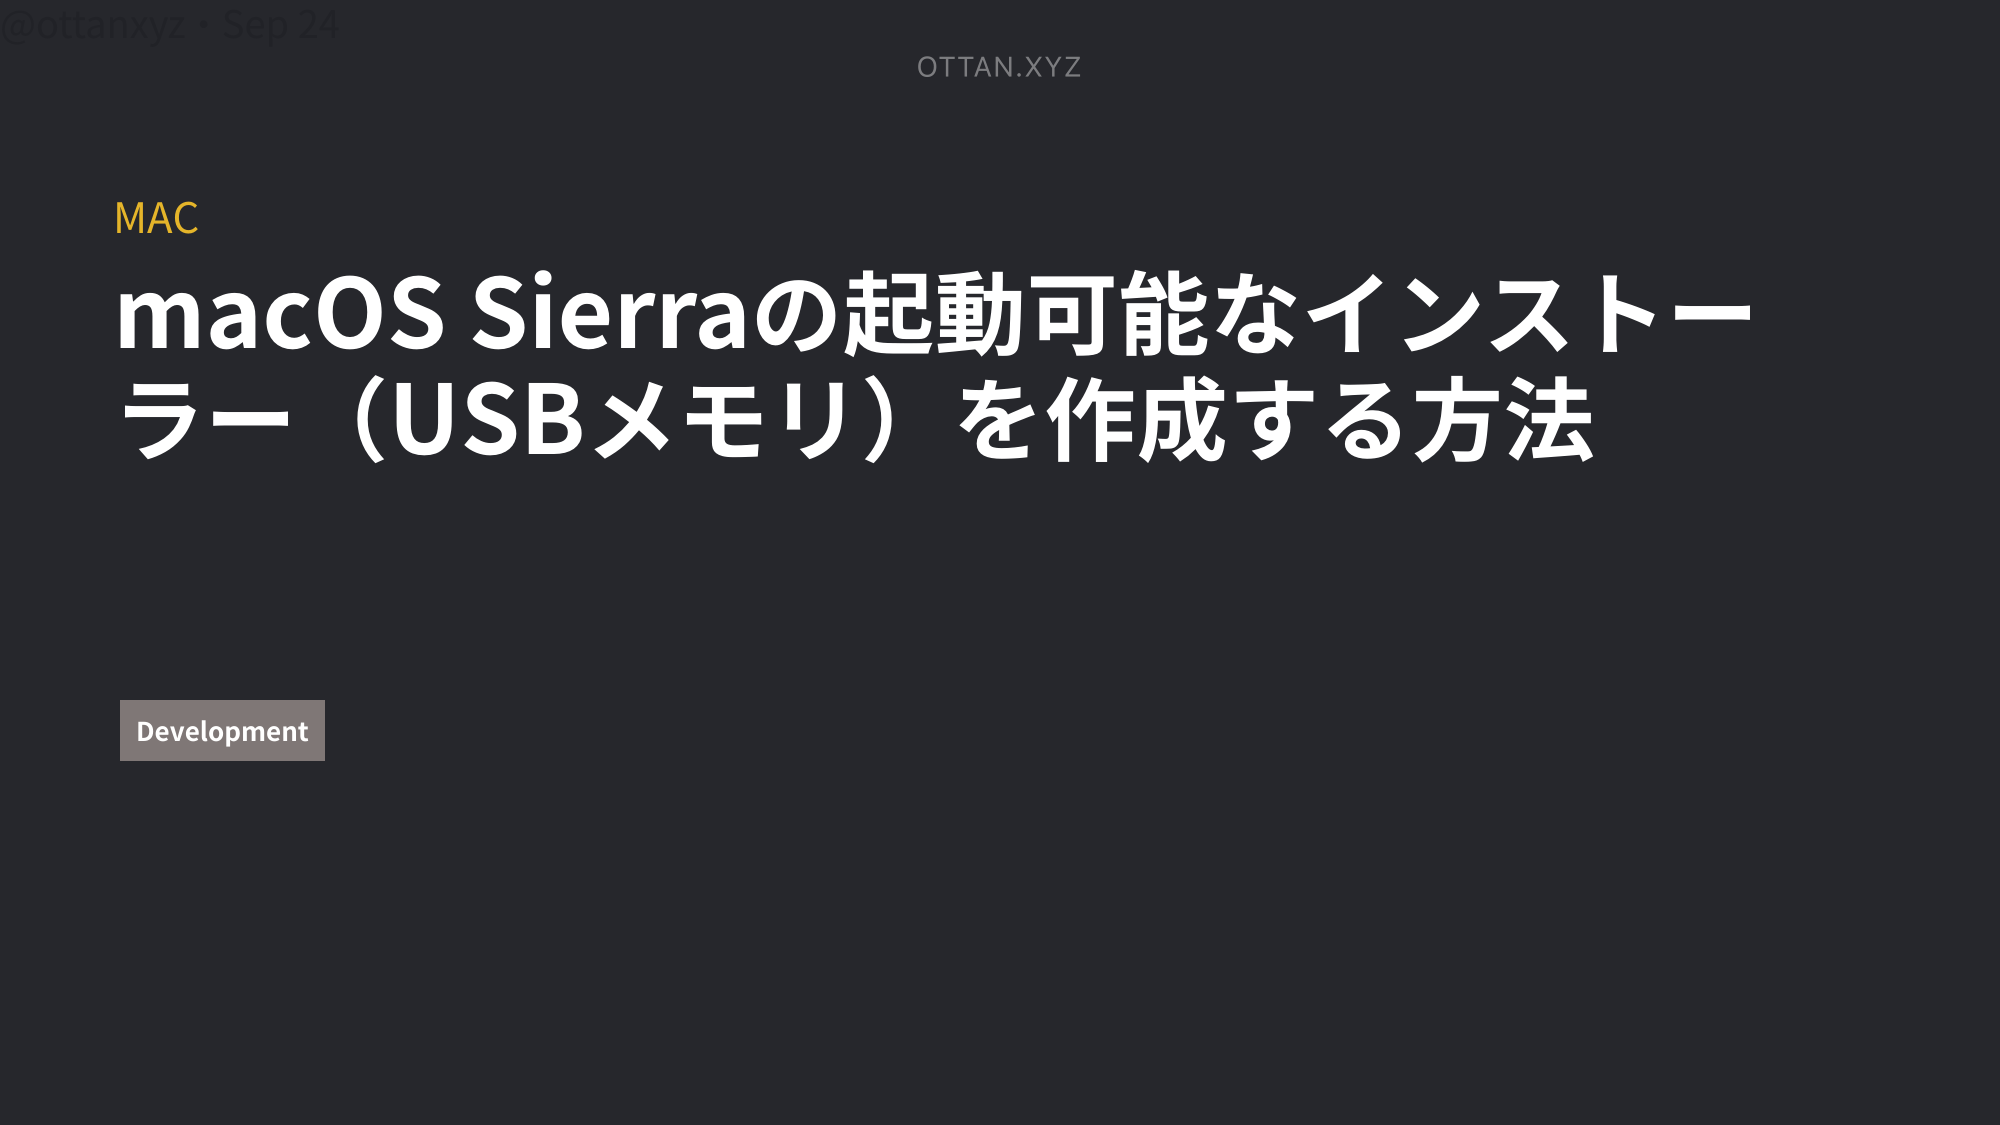 @ottanxyz・Sep 24
OTTAN.XYZ
MAC
macOS Sierraの起動可能なインストー
ラー（USBメモリ）を作成する方法
Development